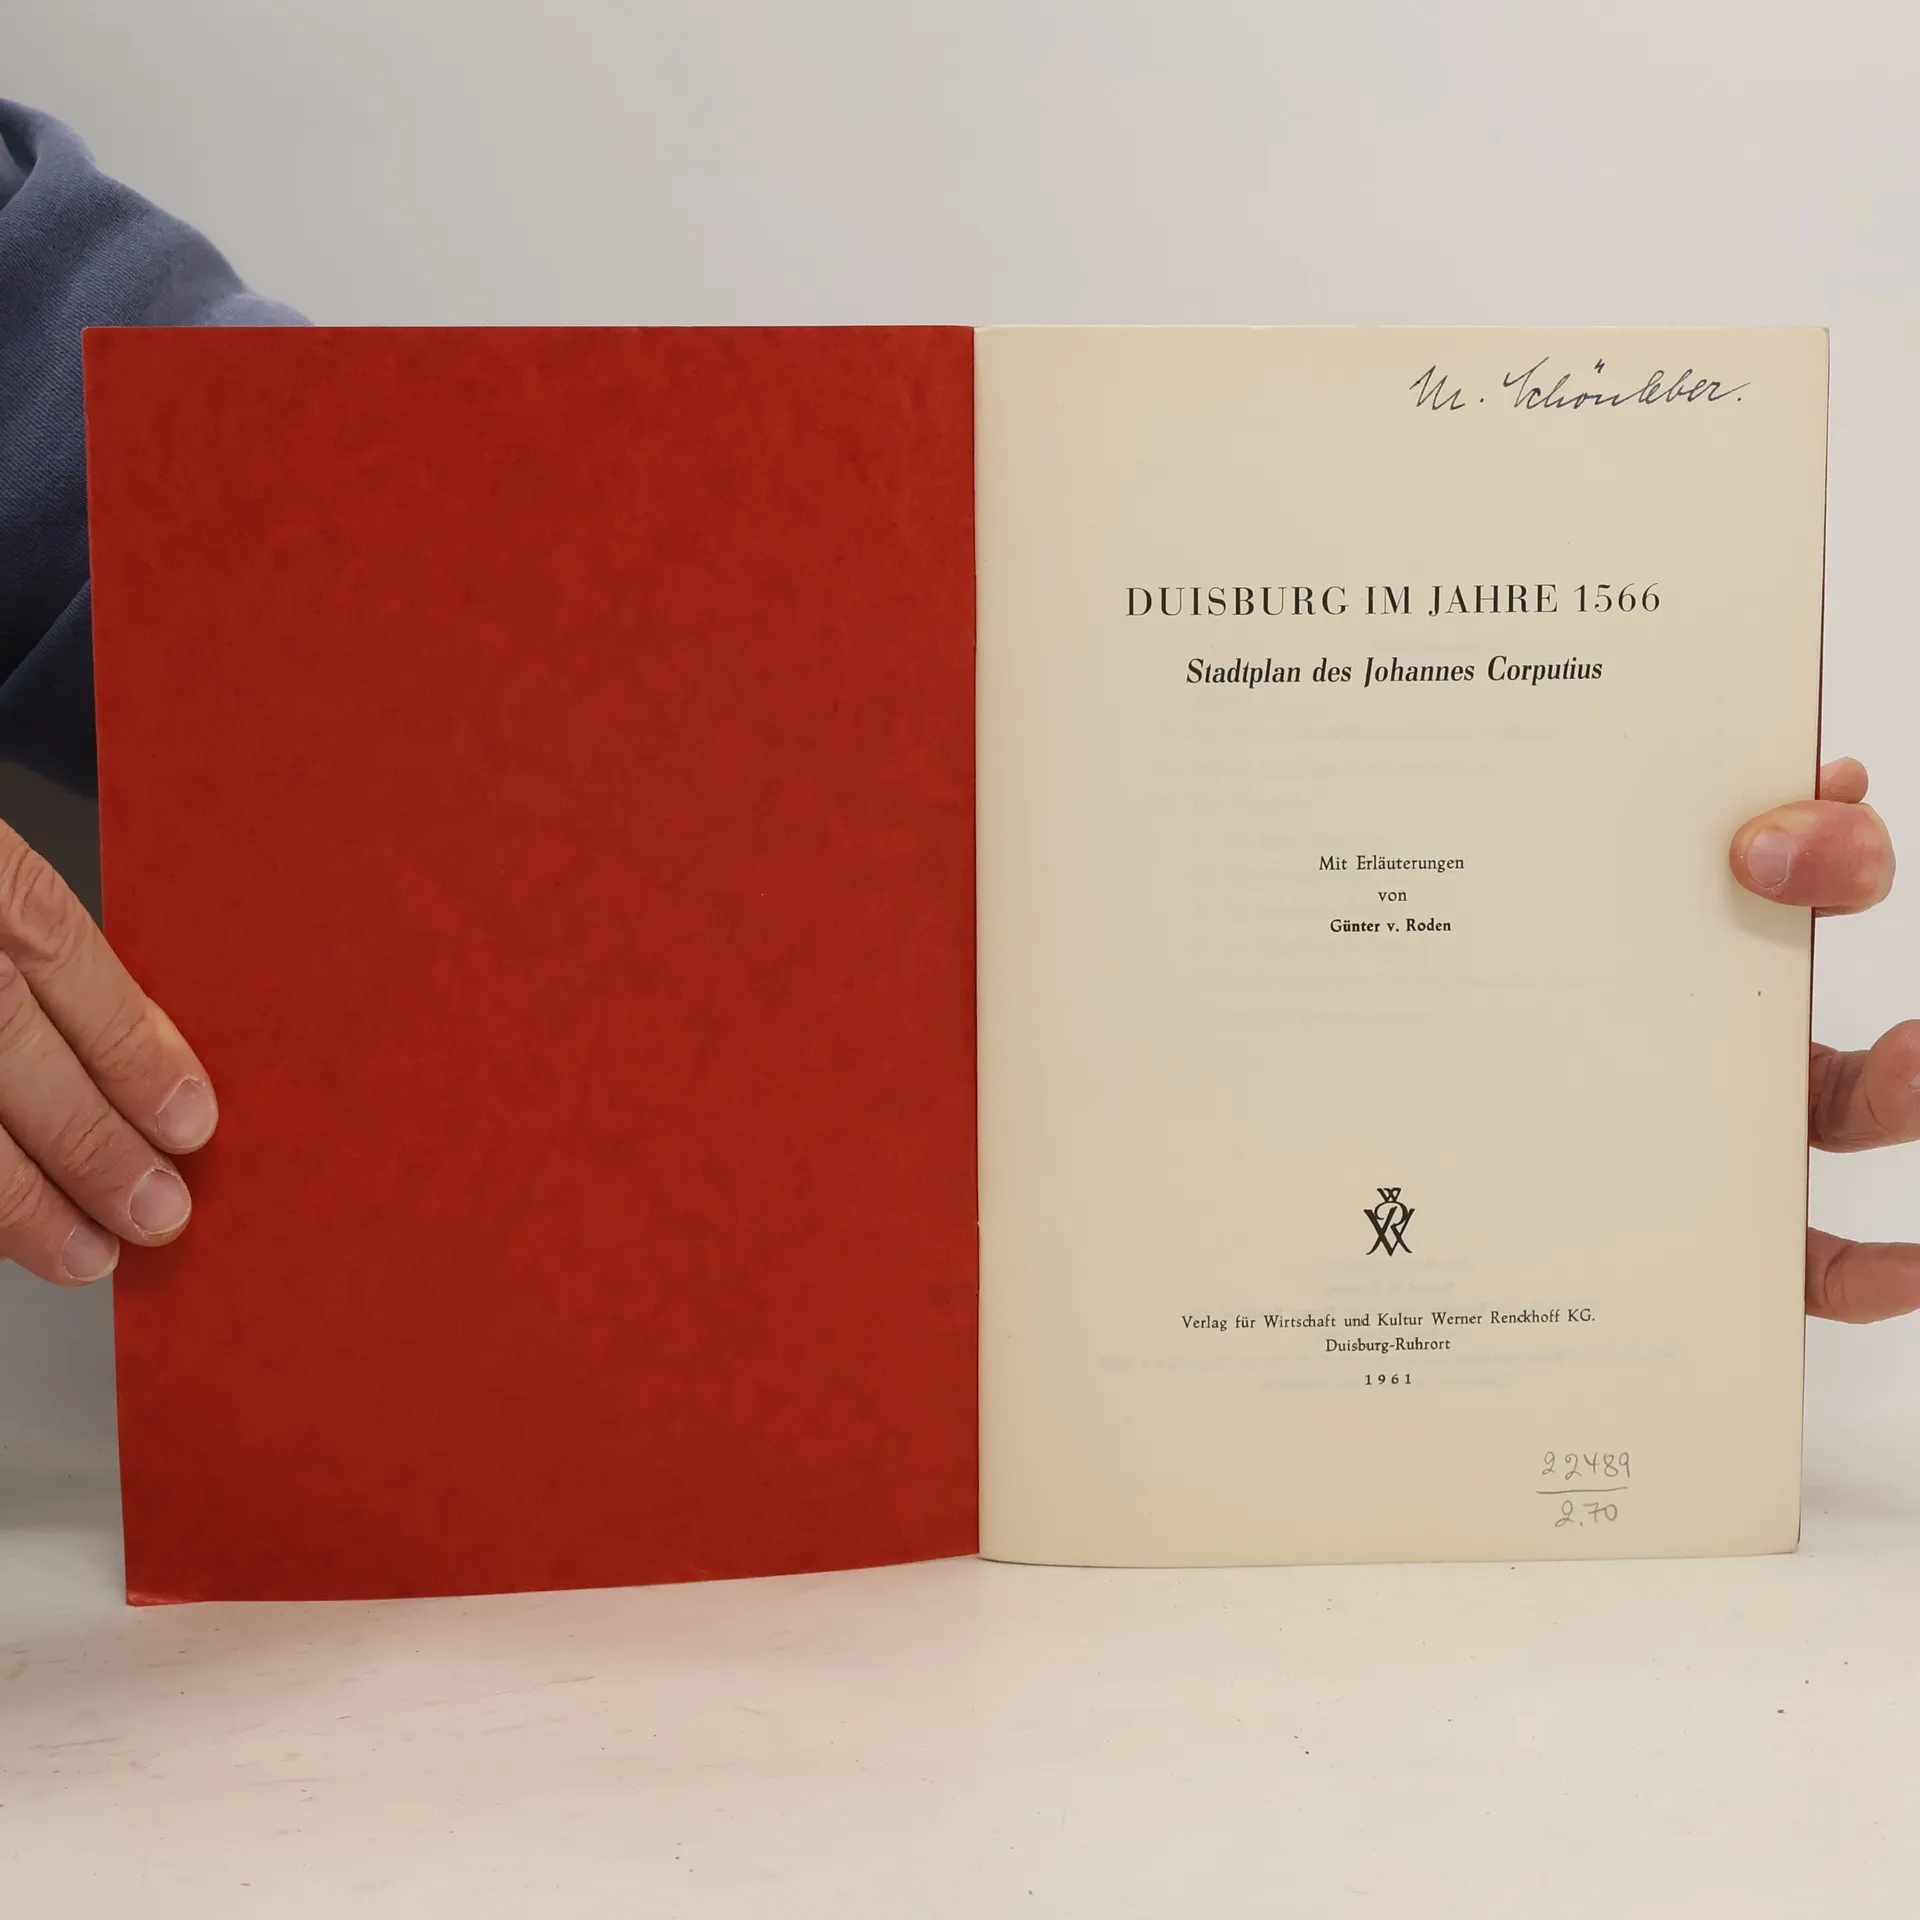 M. Schönleber.
DUISBURG IM JAHRE 1566
Stadtplan des Johannes Corputius
Mit Erläuterungen
von
Günter v. Roden
Verlag für Wirtschaft und Kultur Werner Renckhoff KG.
Duisburg-Ruhrort
1961
22489
2.70